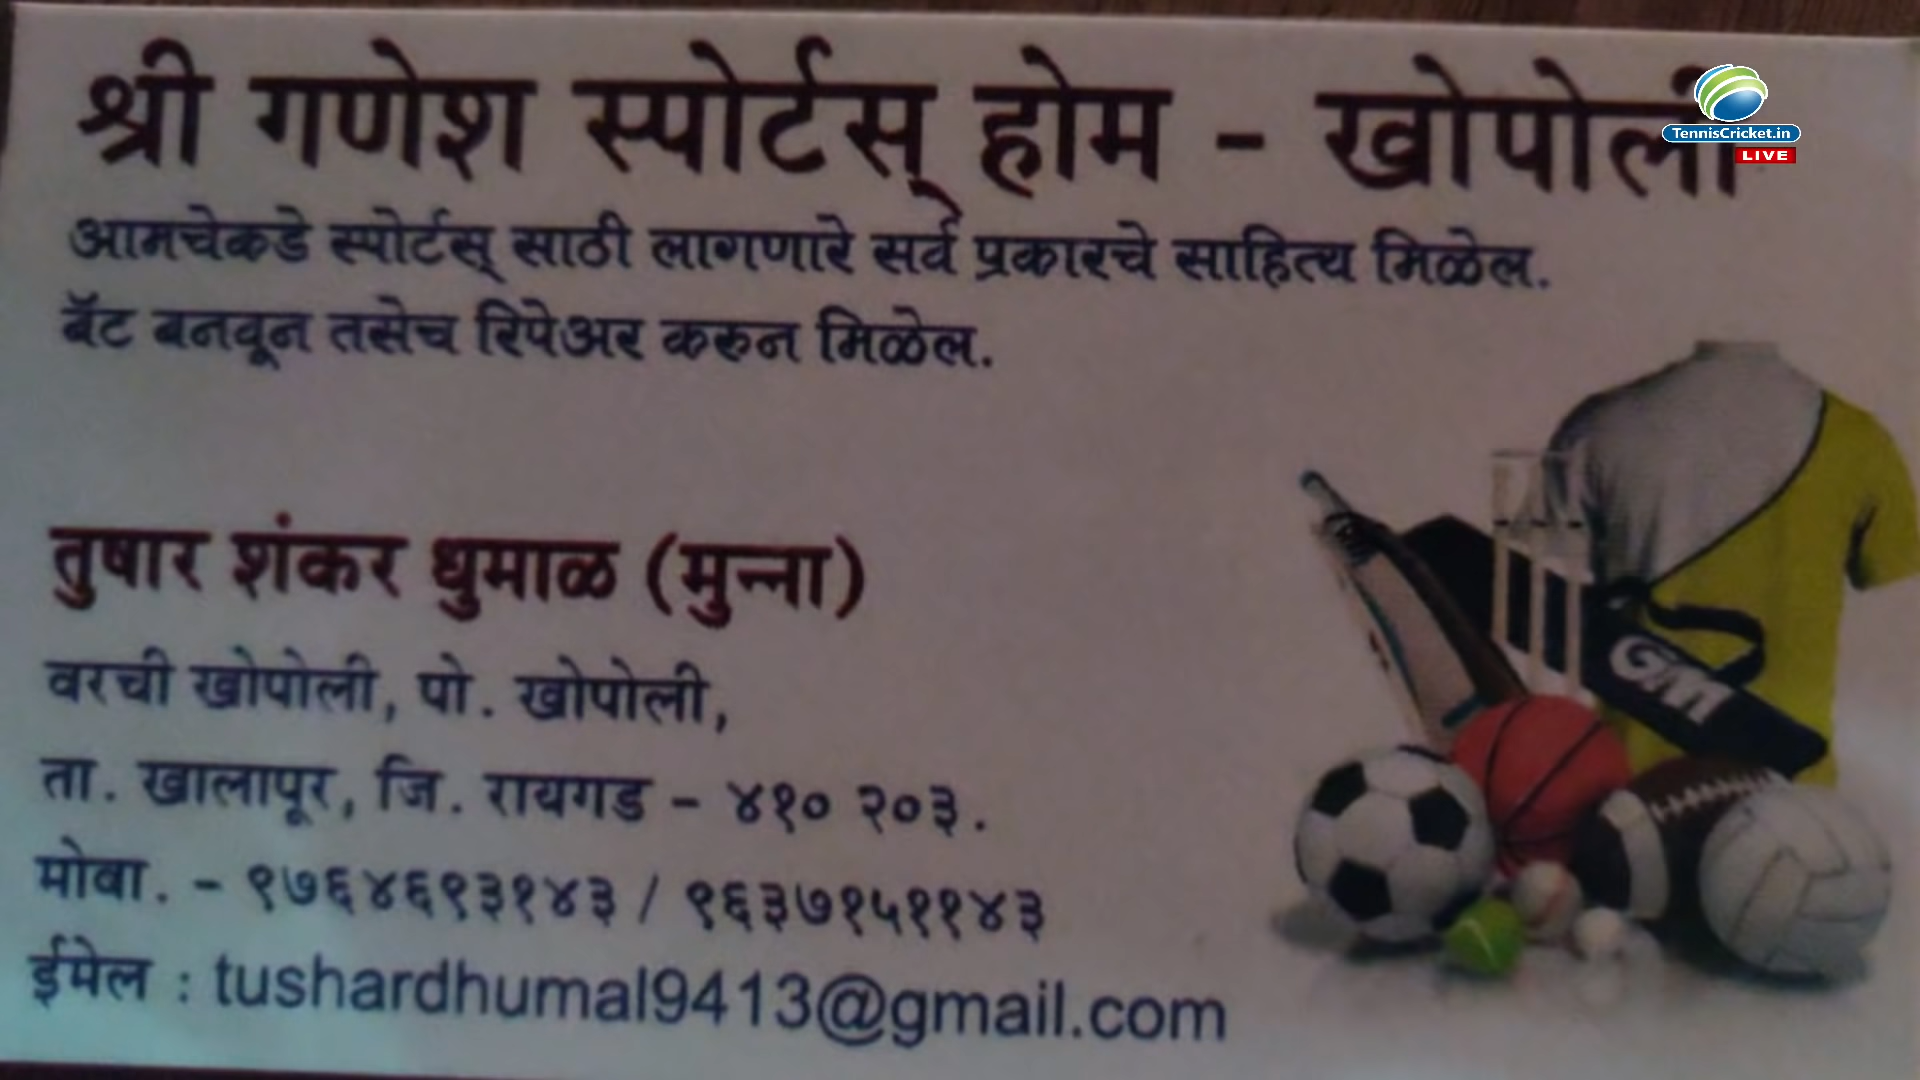 श्री गणेश स्पोर्टस् होम - खोपोली
TennisCricket.in
LIVE
आमचेकडे स्पोर्टस् साठी लागणारे सर्व प्रकारचे साहित्य मिळेल.
बॅट बनवून तसेच रिपेअर करुन मिळेल.
तुषार शंकर धुमाळ (मुन्ना)
वरची खोपोली, पो. खोपोली,
GM
ता. खालापूर, जि. रायगड - ४१० २०३.
मोबा. - ९७६४६९३१४३ / ९६३७१५११४३
ईमेल : tushardhumal9413@gmail.com